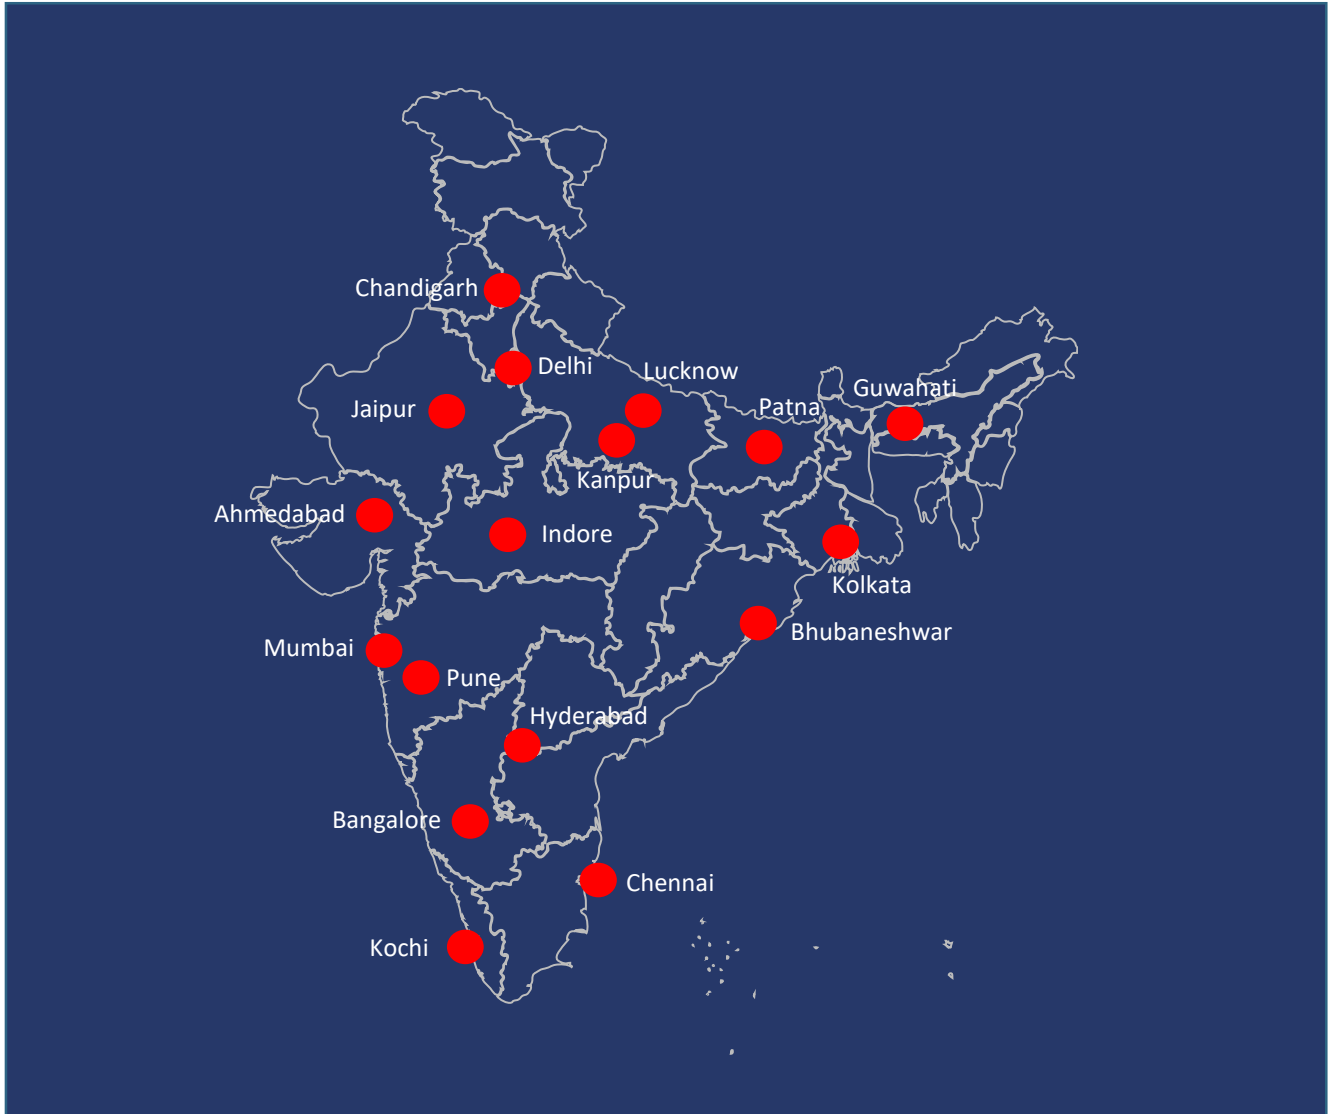 Chandigarh
Delhi
Lucknow
Guwahati
Jaipur
Patna
Kanpur
Ahmedabad
Indore
Kolkata
Bhubaneshwar
Mumbai
Pune
Hyderabad
Bangalore
Chennai
Kochi